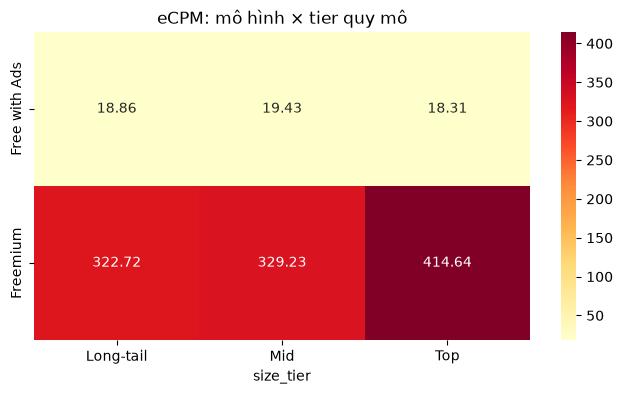 eCPM: mô hình × tier quy mô
Free with Ads
18.86 19.43 18.31
Freemium
322.72 329.23 414.64
Long-tail Mid Top
size_tier
400
350
300
250
200
150
100
50